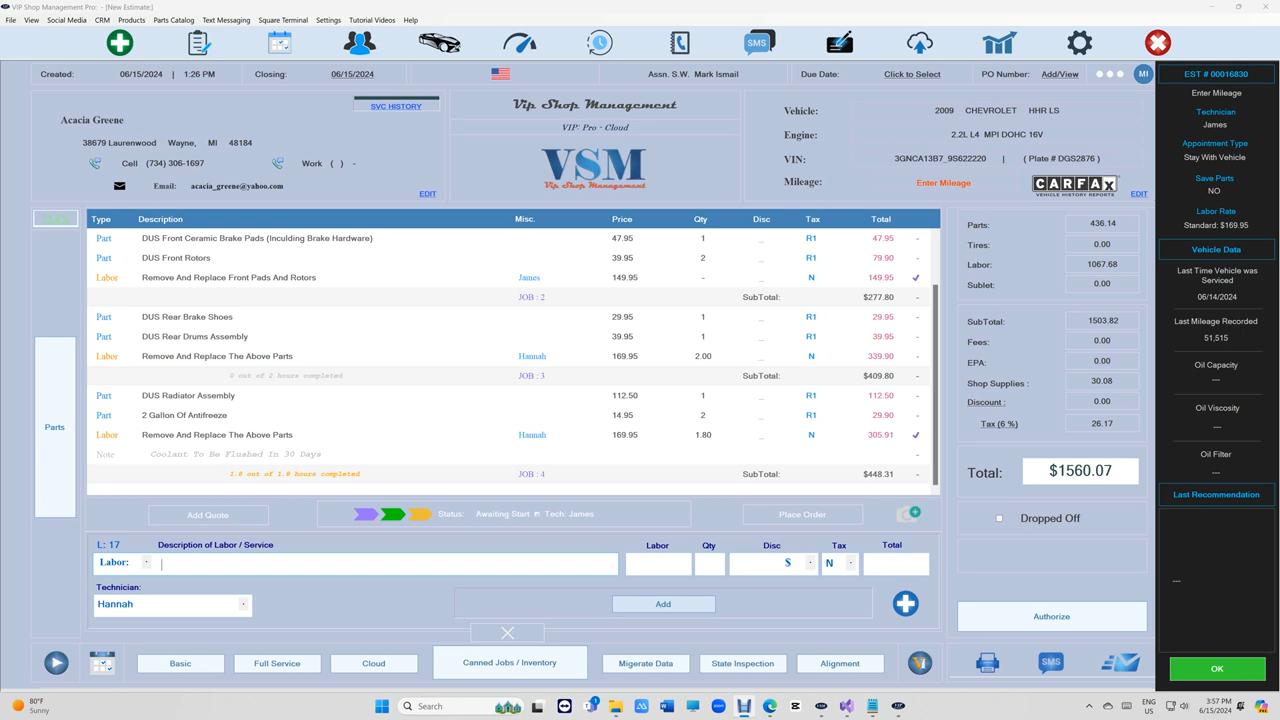 VIP Shop Management Pro: - [New Estimate:]
File View Social Media CRM Products Parts Catalog Text Messaging Square Terminal Settings Tutorial Videos Help
SMS
Created: 06/15/2024 | 1:26 PM Closing: 06/15/2024 Assn. S.W. Mark Ismail Due Date: Click to Select PO Number: Add/View MI
SVC HISTORY
Acacia Greene
38679 Laurenwood Wayne, MI 48184
Cell (734) 306-1697 Work ( ) -
Email: acacia_greene@yahoo.com
EDIT
Vip Shop Management
VIP: Pro - Cloud
VSM
Vip Shop Management
Vehicle: 2009 CHEVROLET HHR LS
Engine: 2.2L L4 MPI DOHC 16V
VIN: 3GNCA13B7_9S622220 | ( Plate # DGS2876 )
Mileage: Enter Mileage
CARFAX
VEHICLE HISTORY REPORTS
EDIT
Type Description Misc. Price Qty Disc Tax Total
Part DUS Front Ceramic Brake Pads (Inculding Brake Hardware) 47.95 1 _ R1 47.95 -
Part DUS Front Rotors 39.95 2 _ R1 79.90 -
Labor Remove And Replace Front Pads And Rotors James 149.95 - _ N 149.95
JOB : 2 SubTotal: $277.80 -
Part DUS Rear Brake Shoes 29.95 1 _ R1 29.95 -
Part DUS Rear Drums Assembly 39.95 1 _ R1 39.95 -
Labor Remove And Replace The Above Parts Hannah 169.95 2.00 _ N 339.90 -
0 out of 2 hours completed JOB : 3 SubTotal: $409.80 -
Part DUS Radiator Assembly 112.50 1 _ R1 112.50 -
Part 2 Gallon Of Antifreeze 14.95 2 _ R1 29.90 -
Labor Remove And Replace The Above Parts Hannah 169.95 1.80 _ N 305.91
Note Coolant To Be Flushed In 30 Days -
1.8 out of 1.8 hours completed JOB : 4 SubTotal: $448.31 -
Parts
Add Quote
Status: Awaiting Start Tech: James
Place Order
L: 17 Description of Labor / Service Labor Qty Disc Tax Total
Labor: $ N
Technician:
Hannah
Add
Basic Full Service Cloud Canned Jobs / Inventory Migerate Data State Inspection Alignment
Parts: 436.14
Tires: 0.00
Labor: 1067.68
Sublet: 0.00
SubTotal: 1503.82
Fees: 0.00
EPA: 0.00
Shop Supplies : 30.08
Discount : 0.00
Tax (6 %) 26.17
Total: $1560.07
Dropped Off
Authorize
SMS
EST # 00016830
Enter Mileage
Technician
James
Appointment Type
Stay With Vehicle
Save Parts
NO
Labor Rate
Standard: $169.95
Vehicle Data
Last Time Vehicle was
Serviced
06/14/2024
Last Mileage Recorded
51,515
Oil Capacity
---
Oil Viscosity
---
Oil Filter
---
Last Recommendation
---
OK
80°F
Sunny
Search
ENG
US
3:57 PM
6/15/2024